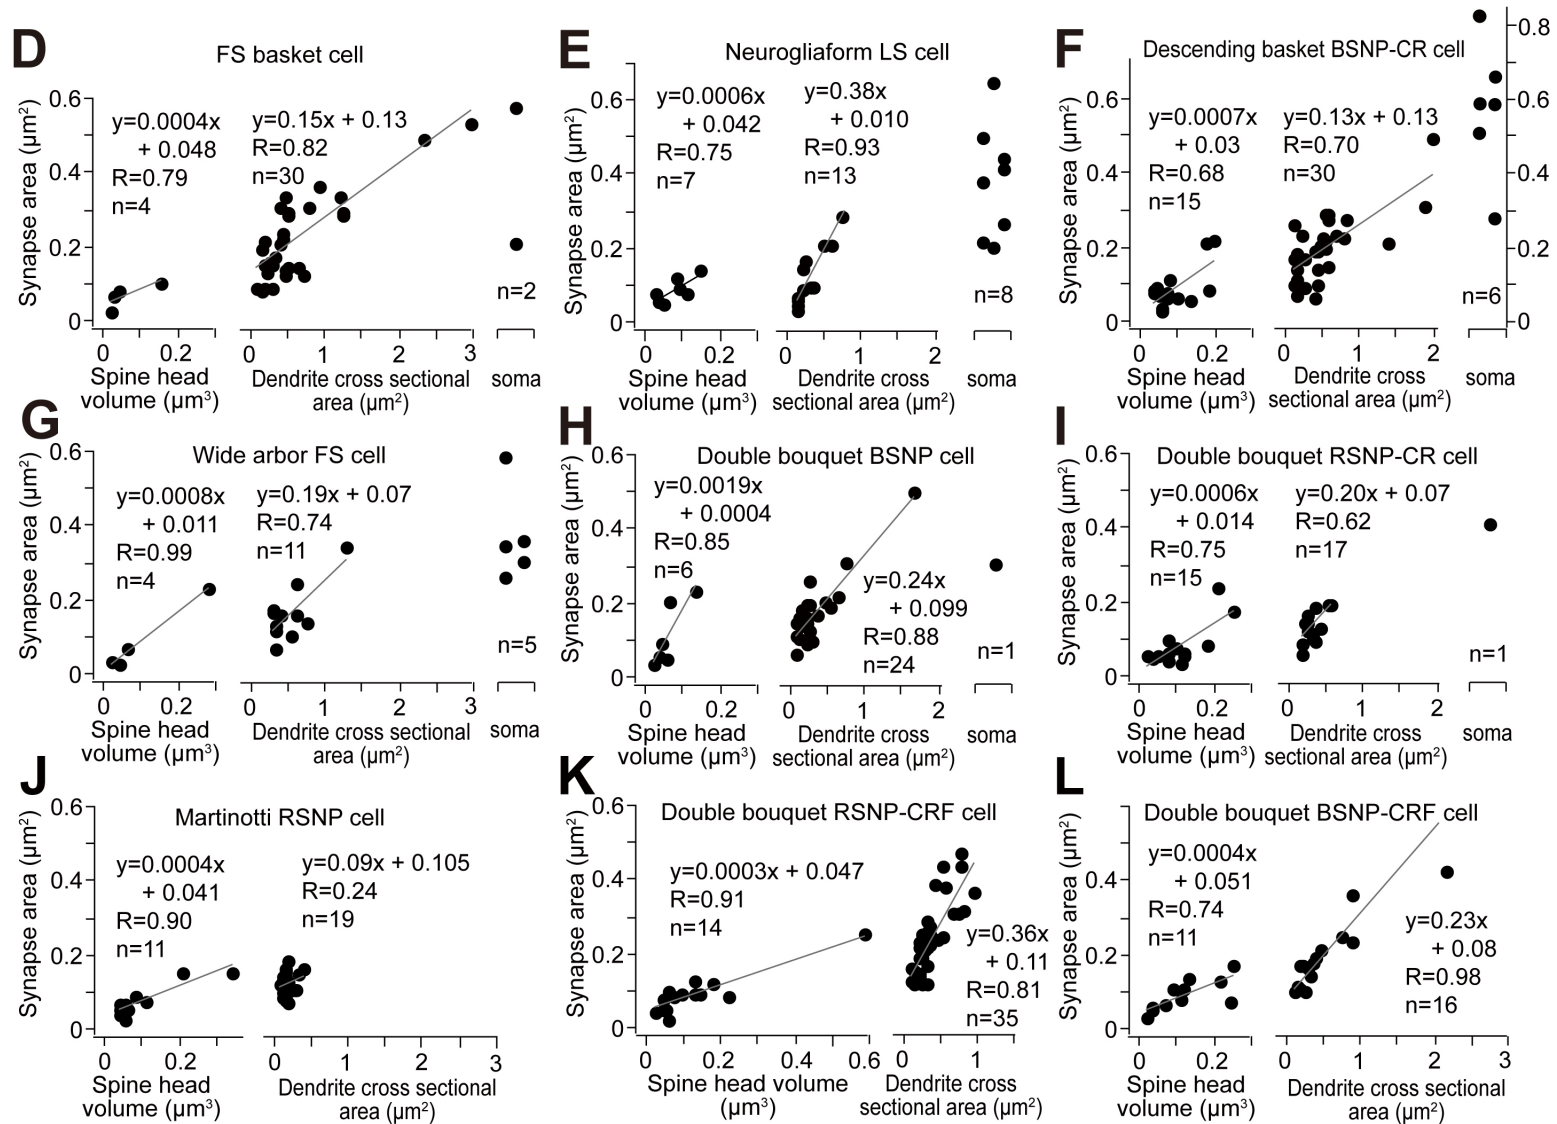 D
FS basket cell
Synapse area (µm²)
0.6
0.4
0.2
0
y=0.0004x
+ 0.048
R=0.79
n=4
y=0.15x + 0.13
R=0.82
n=30
n=2
0 0.2
0 1 2 3
Spine head
volume (µm³)
Dendrite cross sectional
area (µm²)
soma
E
Neurogliaform LS cell
Synapse area (µm²)
0.6
0.4
0.2
0
y=0.0006x
+ 0.042
R=0.75
n=7
y=0.38x
+ 0.010
R=0.93
n=13
n=8
0 0.2
0 1 2
Spine head
volume (µm³)
Dendrite cross
sectional area (µm²)
soma
F
Descending basket BSNP-CR cell
Synapse area (µm²)
0.6
0.4
0.2
0
y=0.0007x
+ 0.03
R=0.68
n=15
y=0.13x + 0.13
R=0.70
n=30
n=6
0.8
0.6
0.4
0.2
0
0 0.2
0 1 2
Spine head
volume (µm³)
Dendrite cross
sectional area (µm²)
soma
G
Wide arbor FS cell
Synapse area (µm²)
0.6
0.4
0.2
0
y=0.0008x
+ 0.011
R=0.99
n=4
y=0.19x + 0.07
R=0.74
n=11
n=5
0 0.2
0 1 2 3
Spine head
volume (µm³)
Dendrite cross sectional
area (µm²)
soma
H
Double bouquet BSNP cell
Synapse area (µm²)
0.6
0.4
0.2
0
y=0.0019x
+ 0.0004
R=0.85
n=6
y=0.24x
+ 0.099
R=0.88
n=24
n=1
0 0.2
0 1 2
Spine head
volume (µm³)
Dendrite cross
sectional area (µm²)
soma
I
Double bouquet RSNP-CR cell
Synapse area (µm²)
0.6
0.4
0.2
0
y=0.0006x
+ 0.014
R=0.75
n=15
y=0.20x + 0.07
R=0.62
n=17
n=1
0 0.2
0 1 2
Spine head
volume (µm³)
Dendrite cross
sectional area (µm²)
soma
J
Martinotti RSNP cell
Synapse area (µm²)
0.6
0.4
0.2
0
y=0.0004x
+ 0.041
R=0.90
n=11
y=0.09x + 0.105
R=0.24
n=19
0 0.2
0 1 2 3
Spine head
volume (µm³)
Dendrite cross sectional
area (µm²)
K
Double bouquet RSNP-CRF cell
Synapse area (µm²)
0.6
0.4
0.2
0
y=0.0003x + 0.047
R=0.91
n=14
y=0.36x
+ 0.11
R=0.81
n=35
0 0.2 0.4 0.6
0 1
Spine head volume
(µm³)
Dendrite cross
sectional area (µm²)
L
Double bouquet BSNP-CRF cell
Synapse area (µm²)
0.4
0.2
0
y=0.0004x
+ 0.051
R=0.74
n=11
y=0.23x
+ 0.08
R=0.98
n=16
0 0.2
0 1 2 3
Spine head
volume (µm³)
Dendrite cross sectional
area (µm²)